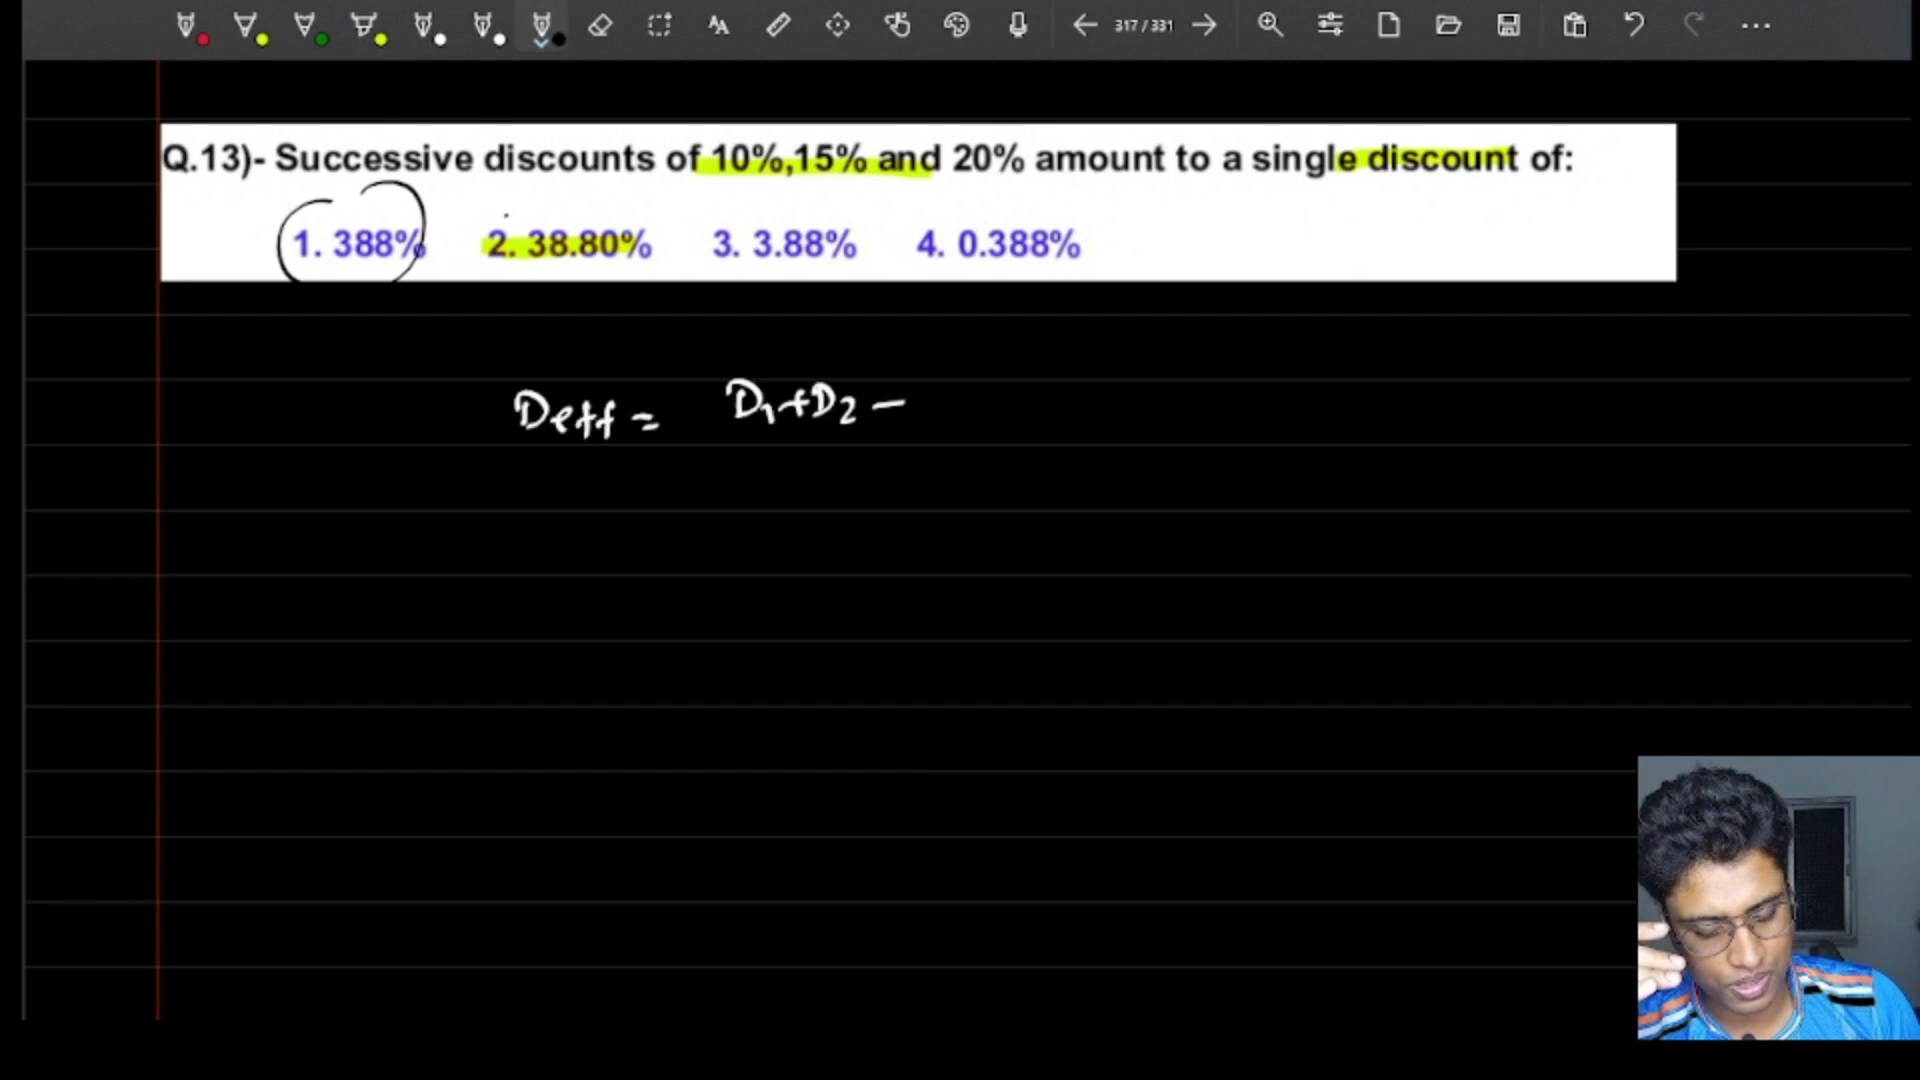 317 / 331
Q.13)- Successive discounts of 10%,15% and 20% amount to a single discount of:
1. 388% 2. 38.80% 3. 3.88% 4. 0.388%
Deff = D1+D2 -